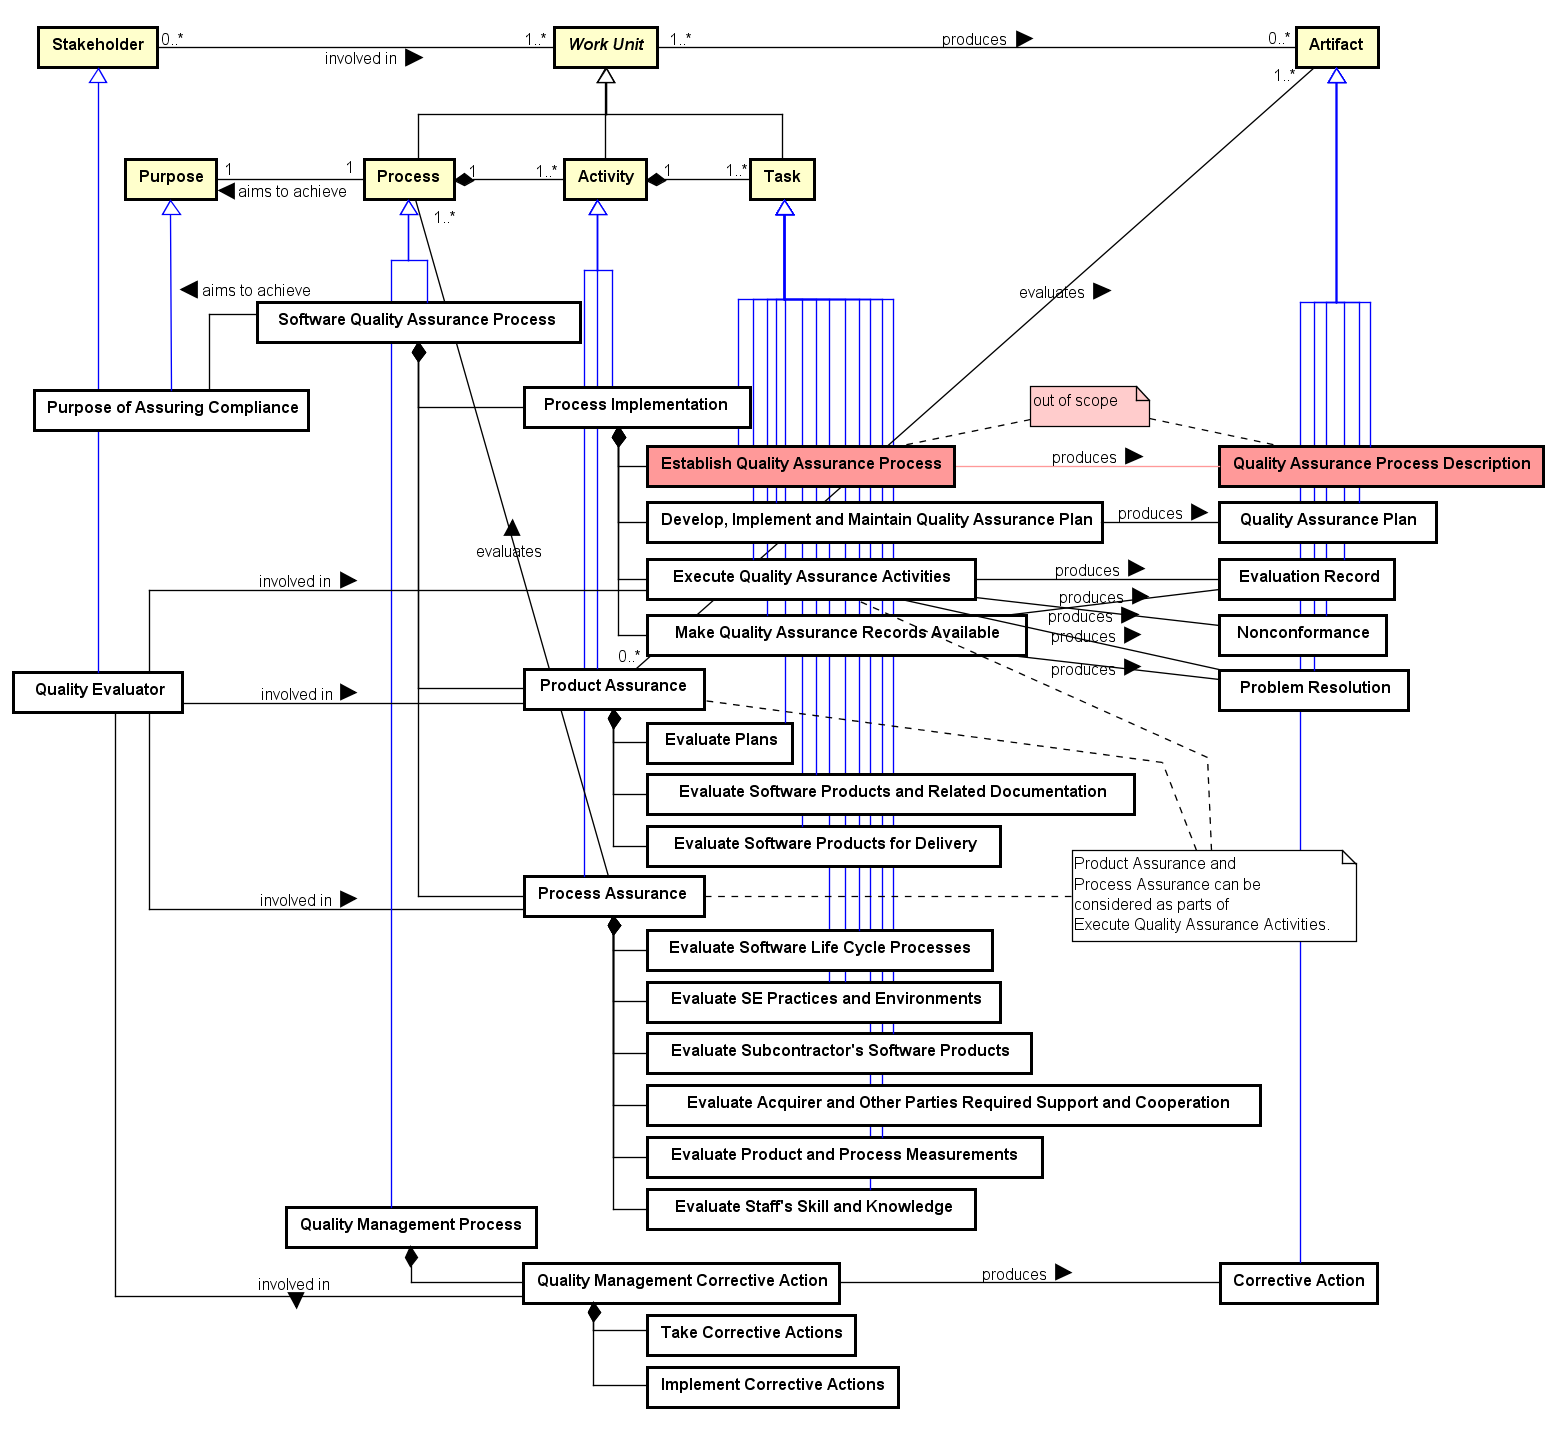 Stakeholder
0..*
involved in
1..*
Work Unit
1..*
produces
0..*
Artifact
1..*
Purpose
1
aims to achieve
1
Process
1
1..*
Activity
1
1..*
Task
1..*
aims to achieve
evaluates
Software Quality Assurance Process
Purpose of Assuring Compliance
Process Implementation
out of scope
Establish Quality Assurance Process
produces
Quality Assurance Process Description
Develop, Implement and Maintain Quality Assurance Plan
produces
Quality Assurance Plan
evaluates
involved in
Execute Quality Assurance Activities
produces
Evaluation Record
produces
produces
Make Quality Assurance Records Available
produces
Nonconformance
0..*
produces
Quality Evaluator
involved in
Product Assurance
Problem Resolution
Evaluate Plans
Evaluate Software Products and Related Documentation
Evaluate Software Products for Delivery
Product Assurance and
Process Assurance can be
considered as parts of
Execute Quality Assurance Activities.
involved in
Process Assurance
Evaluate Software Life Cycle Processes
Evaluate SE Practices and Environments
Evaluate Subcontractor's Software Products
Evaluate Acquirer and Other Parties Required Support and Cooperation
Evaluate Product and Process Measurements
Evaluate Staff's Skill and Knowledge
Quality Management Process
involved in
Quality Management Corrective Action
produces
Corrective Action
Take Corrective Actions
Implement Corrective Actions